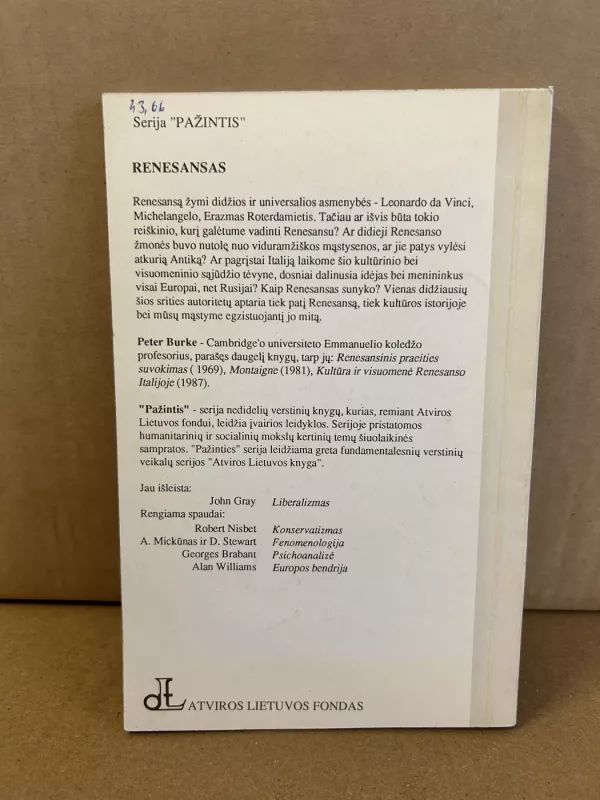 43,66
Serija "PAŽINTIS"
RENESANSAS
Renesansą žymi didžios ir universalios asmenybės - Leonardo da Vinci,
Michelangelo, Erazmas Roterdamietis. Tačiau ar išvis būta tokio
reiškinio, kurį galėtume vadinti Renesansu? Ar didieji Renesanso
žmonės buvo nutolę nuo viduramžiškos mąstysenos, ar jie patys vylėsi
atkurią Antiką? Ar pagrįstai Italiją laikome šio kultūrinio bei
visuomeninio sąjūdžio tėvyne, dosniai dalinusia idėjas bei menininkus
visai Europai, net Rusijai? Kaip Renesansas sunyko? Vienas didžiausių
šios srities autoritetų aptaria tiek patį Renesansą, tiek kultūros istorijoje
bei mūsų mąstyme egzistuojantį jo mitą.
Peter Burke - Cambridge'o universiteto Emmanuelio koledžo
profesorius, parašęs daugelį knygų, tarp jų: Renesansinis praeities
suvokimas ( 1969), Montaigne (1981), Kultūra ir visuomenė Renesanso
Italijoje (1987).
"Pažintis" - serija nedidelių verstinių knygų, kurias, remiant Atviros
Lietuvos fondui, leidžia įvairios leidyklos. Serijoje pristatomos
humanitarinių ir socialinių mokslų kertinių temų šiuolaikinės
sampratos. "Pažinties" serija leidžiama greta fundamentalesnių verstinių
veikalų serijos "Atviros Lietuvos knyga".
Jau išleista:
John Gray Liberalizmas
Rengiama spaudai:
Robert Nisbet Konservatizmas
A. Mickūnas ir D. Stewart Fenomenologija
Georges Brabant Psichoanalizė
Alan Williams Europos bendrija
ATVIROS LIETUVOS FONDAS